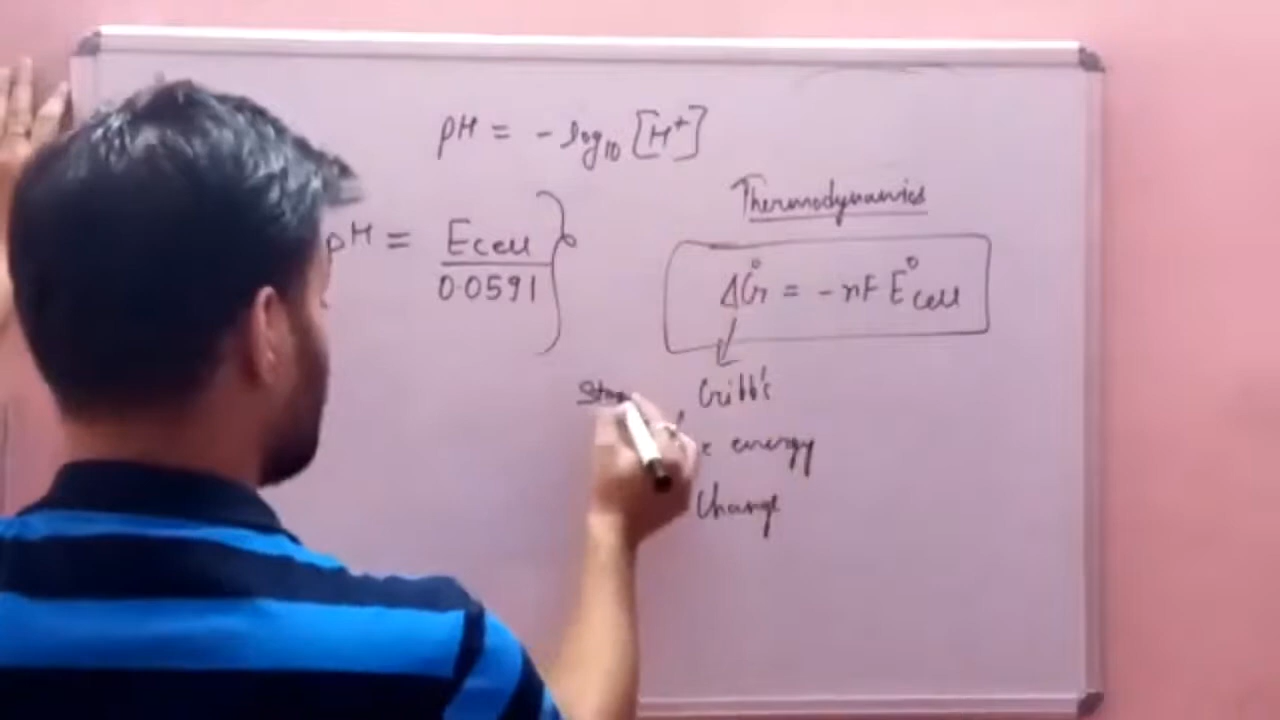 pH = - log₁₀ [H⁺]
pH = Ecell
0.0591
Thermodynamics
ΔG° = -nF E°cell
Gibb's
energy
Change